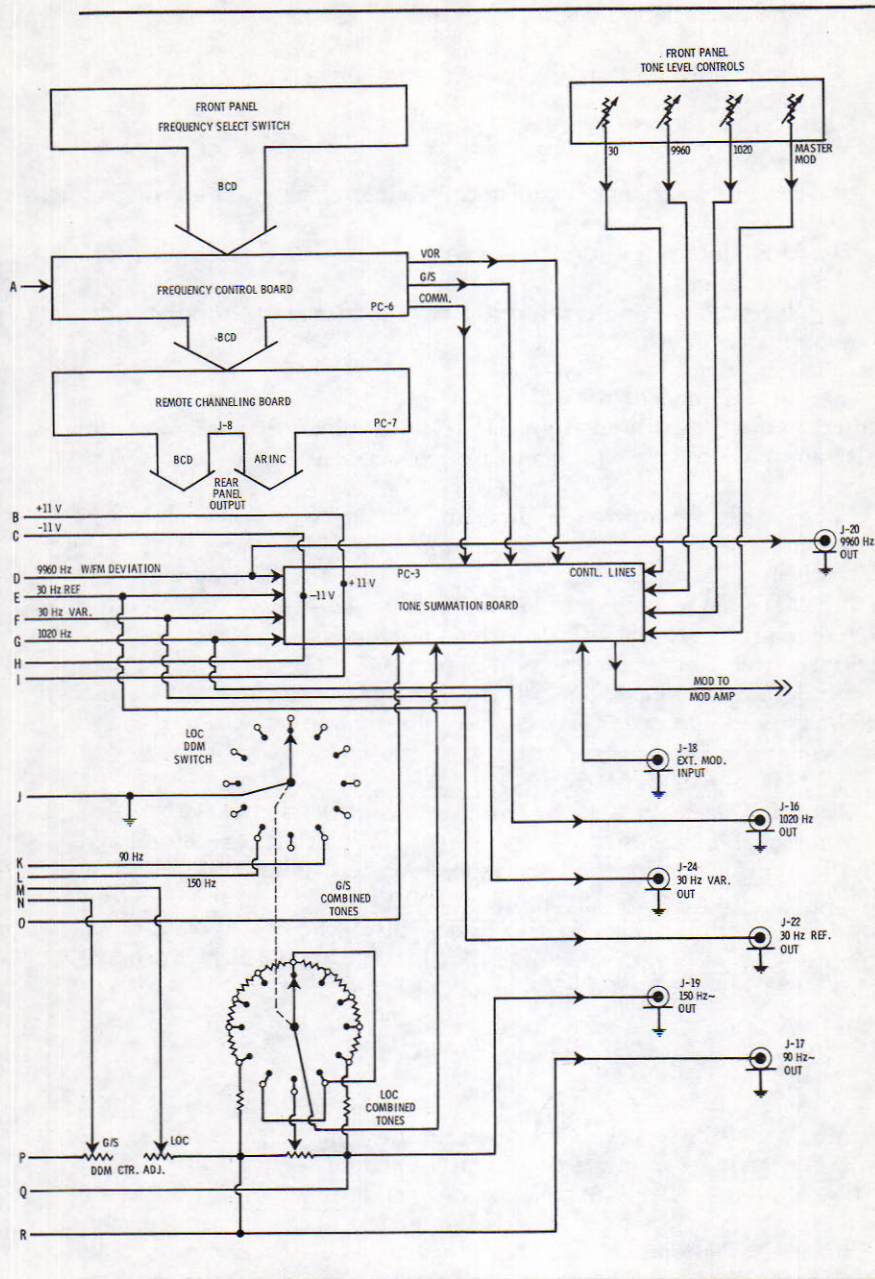 FRONT PANEL
TONE LEVEL CONTROLS
30
9960
1020
MASTER
MOD
FRONT PANEL
FREQUENCY SELECT SWITCH
BCD
VOR
G/S
COMM.
A
FREQUENCY CONTROL BOARD
PC-6
-BCD
REMOTE CHANNELING BOARD
J-8
PC-7
BCD
ARINC
REAR
PANEL
OUTPUT
B
+11 V
C
-11 V
J-20
9960 Hz
OUT
D
9960 Hz W/FM DEVIATION
E
30 Hz REF
F
30 Hz VAR.
G
1020 Hz
H
I
PC-3
CONTL. LINES
-11 V
+11 V
TONE SUMMATION BOARD
MOD TO
MOD AMP
LOC
DDM
SWITCH
J-18
EXT. MOD.
INPUT
J
J-16
1020 Hz
OUT
K
90 Hz
L
150 Hz
M
N
O
G/S
COMBINED
TONES
J-24
30 Hz VAR.
OUT
J-22
30 Hz REF.
OUT
J-19
150 Hz~
OUT
J-17
90 Hz~
OUT
LOC
COMBINED
TONES
P
G/S
LOC
DDM CTR. ADJ.
Q
R